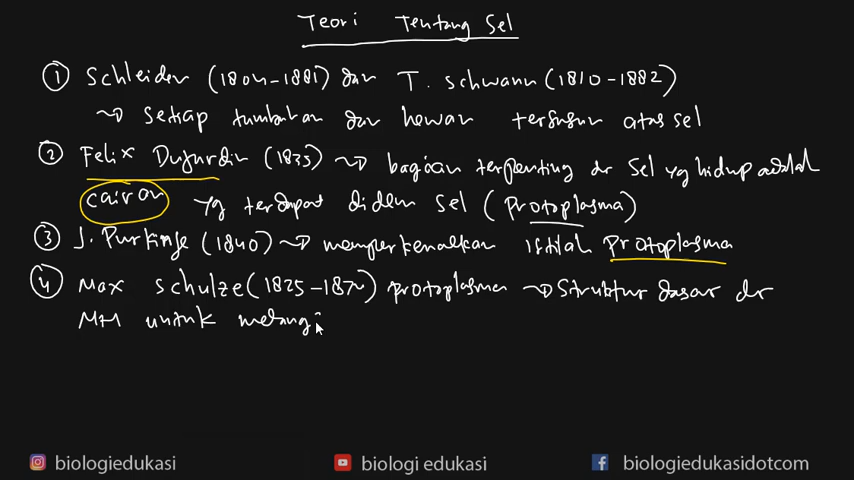 Teori Tentang Sel
① Schleiden (1804-1881) dan T. Schwann (1810-1882)
~> setiap tumbuhan dan hewan tersusun atas sel
② Felix Dujurdin (1835) ~> bagian terpenting dr Sel yg hidup adalah
cairan yg terdapat didlm sel (Protoplasma)
③ J. Purkinje (1840) ~> memperkenalkan istilah Protoplasma
④ Max Schulze (1825-1874) protoplasma ~> Struktur dasar dr
MH untuk melangi
biologiedukasi
biologi edukasi
biologiedukasidotcom